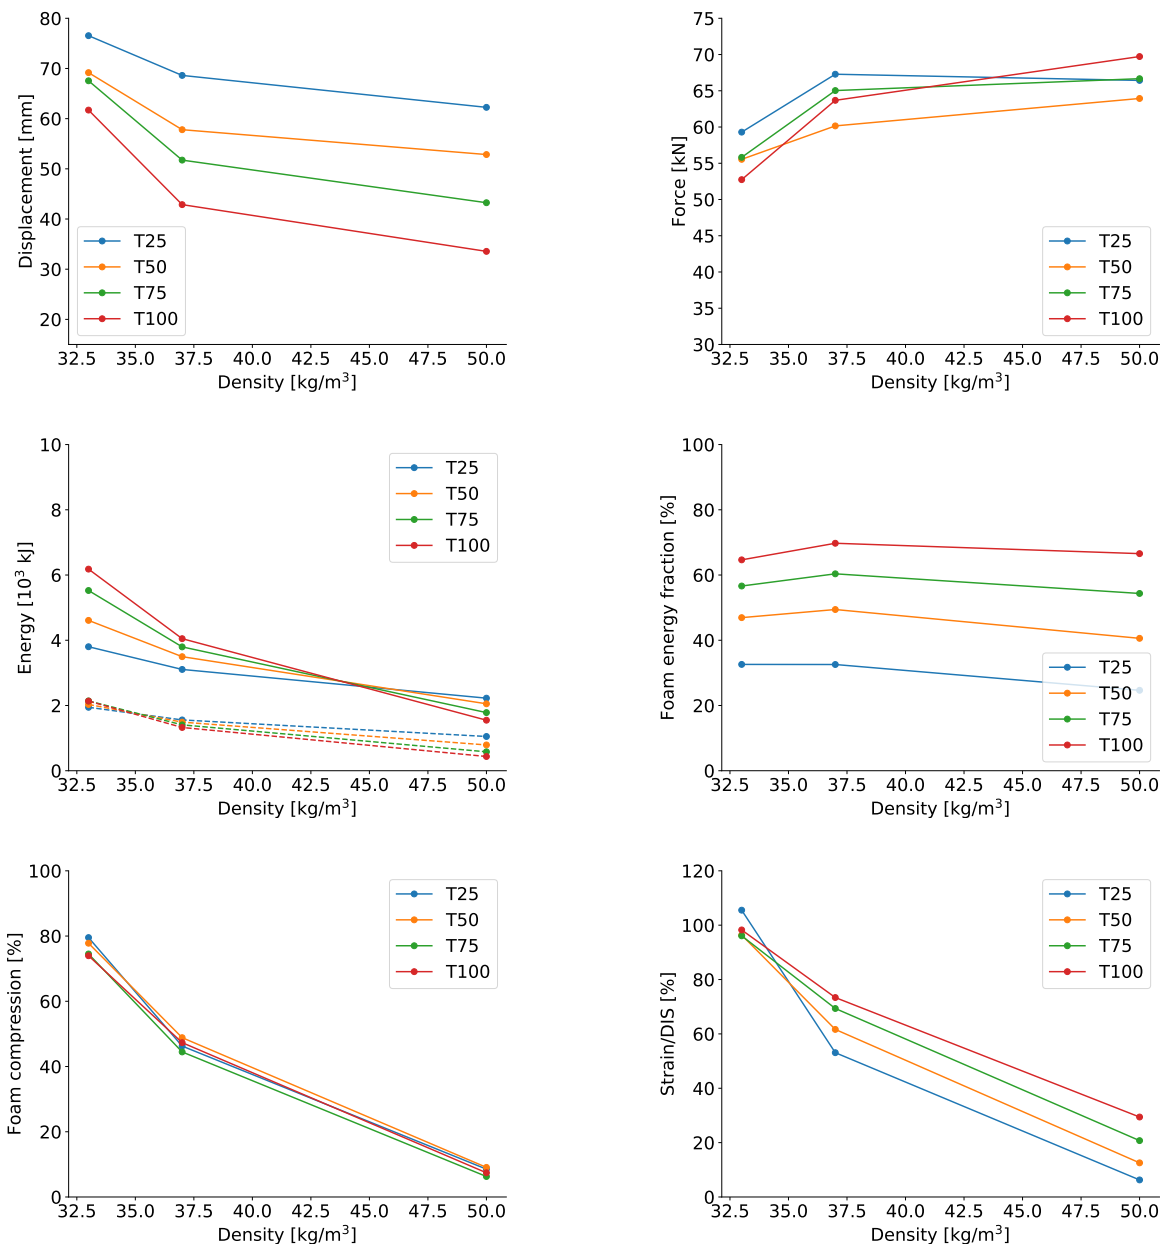 80
70
60
50
40
30
20
Displacement [mm]
T25
T50
T75
T100
32.5 35.0 37.5 40.0 42.5 45.0 47.5 50.0
Density [kg/m³]
75
70
65
60
55
50
45
40
35
30
Force [kN]
T25
T50
T75
T100
32.5 35.0 37.5 40.0 42.5 45.0 47.5 50.0
Density [kg/m³]
10
8
6
4
2
0
Energy [10³ kJ]
T25
T50
T75
T100
32.5 35.0 37.5 40.0 42.5 45.0 47.5 50.0
Density [kg/m³]
100
80
60
40
20
0
Foam energy fraction [%]
T25
T50
T75
T100
32.5 35.0 37.5 40.0 42.5 45.0 47.5 50.0
Density [kg/m³]
100
80
60
40
20
0
Foam compression [%]
T25
T50
T75
T100
32.5 35.0 37.5 40.0 42.5 45.0 47.5 50.0
Density [kg/m³]
120
100
80
60
40
20
0
Strain/DIS [%]
T25
T50
T75
T100
32.5 35.0 37.5 40.0 42.5 45.0 47.5 50.0
Density [kg/m³]